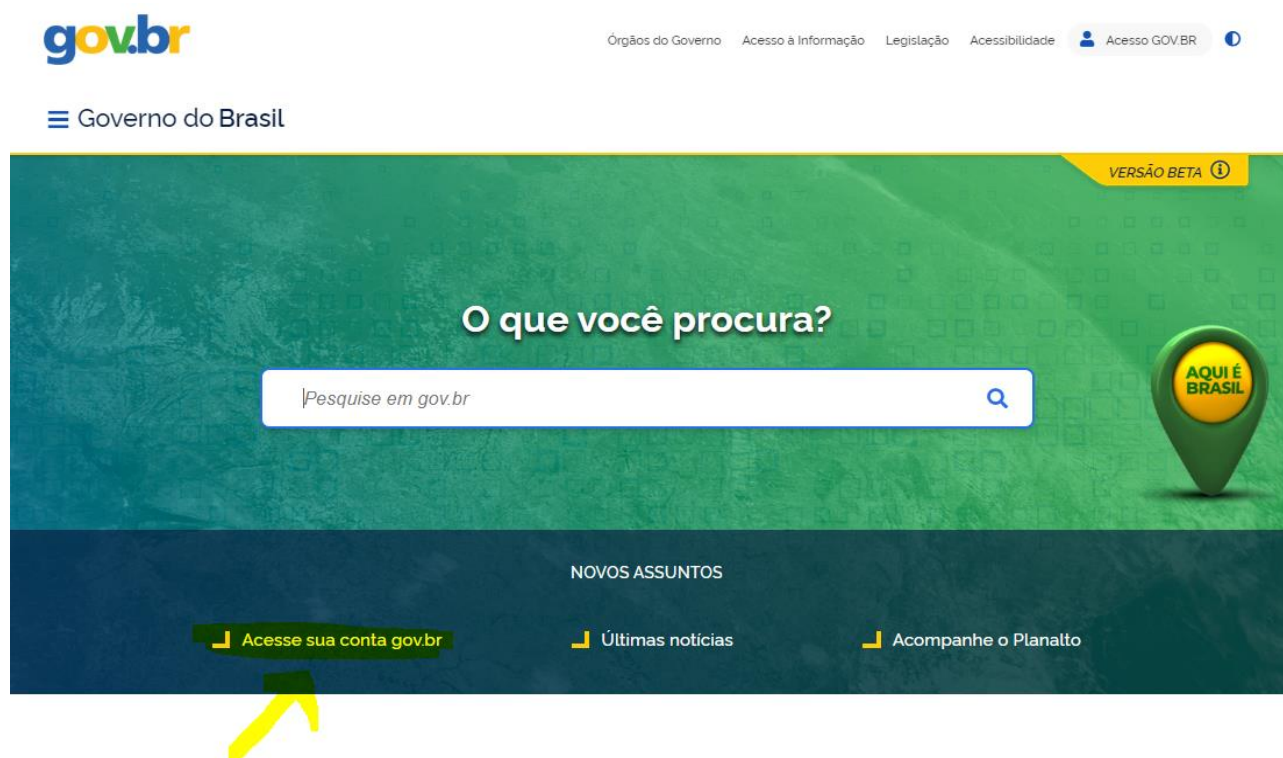 gov.br
Órgãos do Governo Acesso à Informação Legislação Acessibilidade Acesso GOV.BR
Governo do Brasil
VERSÃO BETA
O que você procura?
Pesquise em gov.br
AQUI É
BRASIL
NOVOS ASSUNTOS
Acesse sua conta gov.br Últimas notícias Acompanhe o Planalto